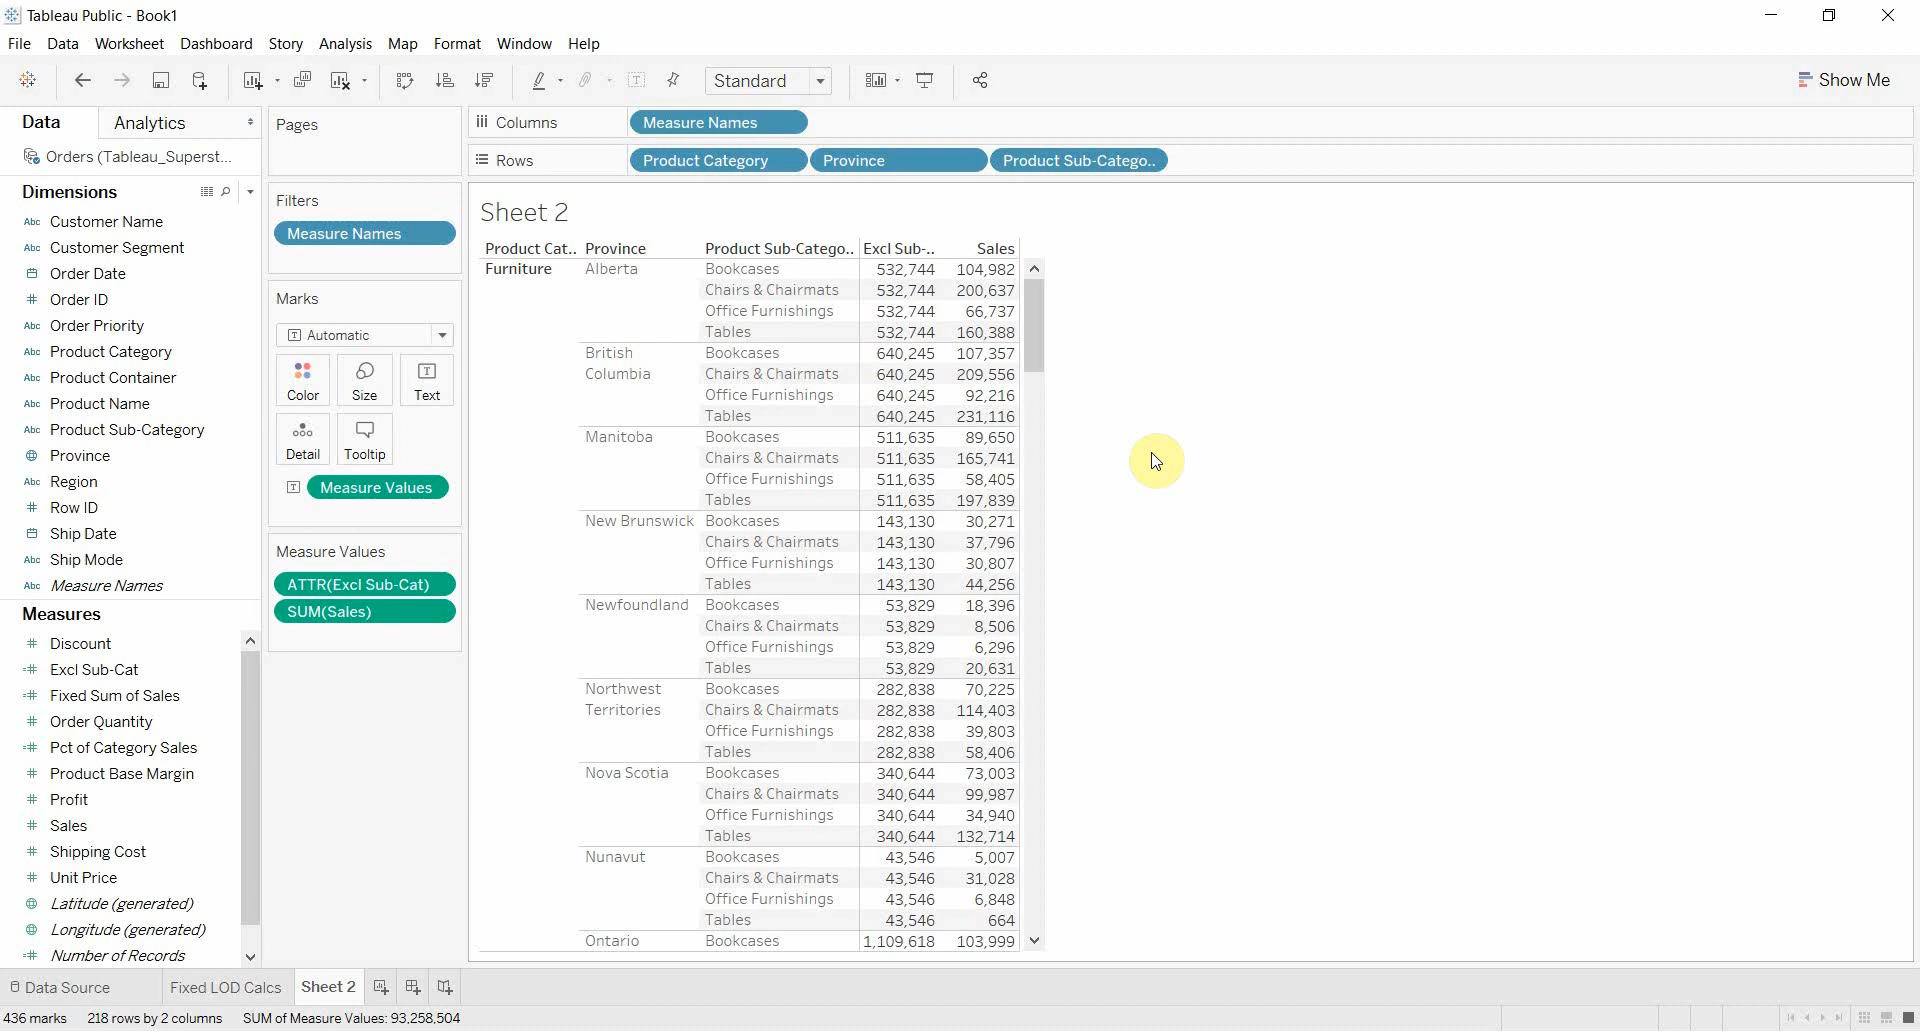 Tableau Public - Book1
File Data Worksheet Dashboard Story Analysis Map Format Window Help
Standard
Show Me
Data Analytics
Orders (Tableau_Superst...
Dimensions
Abc Customer Name
Abc Customer Segment
Order Date
# Order ID
Abc Order Priority
Abc Product Category
Abc Product Container
Abc Product Name
Abc Product Sub-Category
Province
Abc Region
# Row ID
Ship Date
Abc Ship Mode
Abc Measure Names
Measures
# Discount
=# Excl Sub-Cat
=# Fixed Sum of Sales
# Order Quantity
=# Pct of Category Sales
# Product Base Margin
# Profit
# Sales
# Shipping Cost
# Unit Price
Latitude (generated)
Longitude (generated)
=# Number of Records
Pages
Filters
Measure Names
Marks
T Automatic
Color Size Text
Detail Tooltip
T Measure Values
Measure Values
ATTR(Excl Sub-Cat)
SUM(Sales)
Columns Measure Names
Rows Product Category Province Product Sub-Catego..
Sheet 2
Product Cat.. Province Product Sub-Catego.. Excl Sub-.. Sales
Furniture Alberta Bookcases 532,744 104,982
Chairs & Chairmats 532,744 200,637
Office Furnishings 532,744 66,737
Tables 532,744 160,388
British Bookcases 640,245 107,357
Columbia Chairs & Chairmats 640,245 209,556
Office Furnishings 640,245 92,216
Tables 640,245 231,116
Manitoba Bookcases 511,635 89,650
Chairs & Chairmats 511,635 165,741
Office Furnishings 511,635 58,405
Tables 511,635 197,839
New Brunswick Bookcases 143,130 30,271
Chairs & Chairmats 143,130 37,796
Office Furnishings 143,130 30,807
Tables 143,130 44,256
Newfoundland Bookcases 53,829 18,396
Chairs & Chairmats 53,829 8,506
Office Furnishings 53,829 6,296
Tables 53,829 20,631
Northwest Bookcases 282,838 70,225
Territories Chairs & Chairmats 282,838 114,403
Office Furnishings 282,838 39,803
Tables 282,838 58,406
Nova Scotia Bookcases 340,644 73,003
Chairs & Chairmats 340,644 99,987
Office Furnishings 340,644 34,940
Tables 340,644 132,714
Nunavut Bookcases 43,546 5,007
Chairs & Chairmats 43,546 31,028
Office Furnishings 43,546 6,848
Tables 43,546 664
Ontario Bookcases 1,109,618 103,999
Data Source Fixed LOD Calcs Sheet 2
436 marks 218 rows by 2 columns SUM of Measure Values: 93,258,504